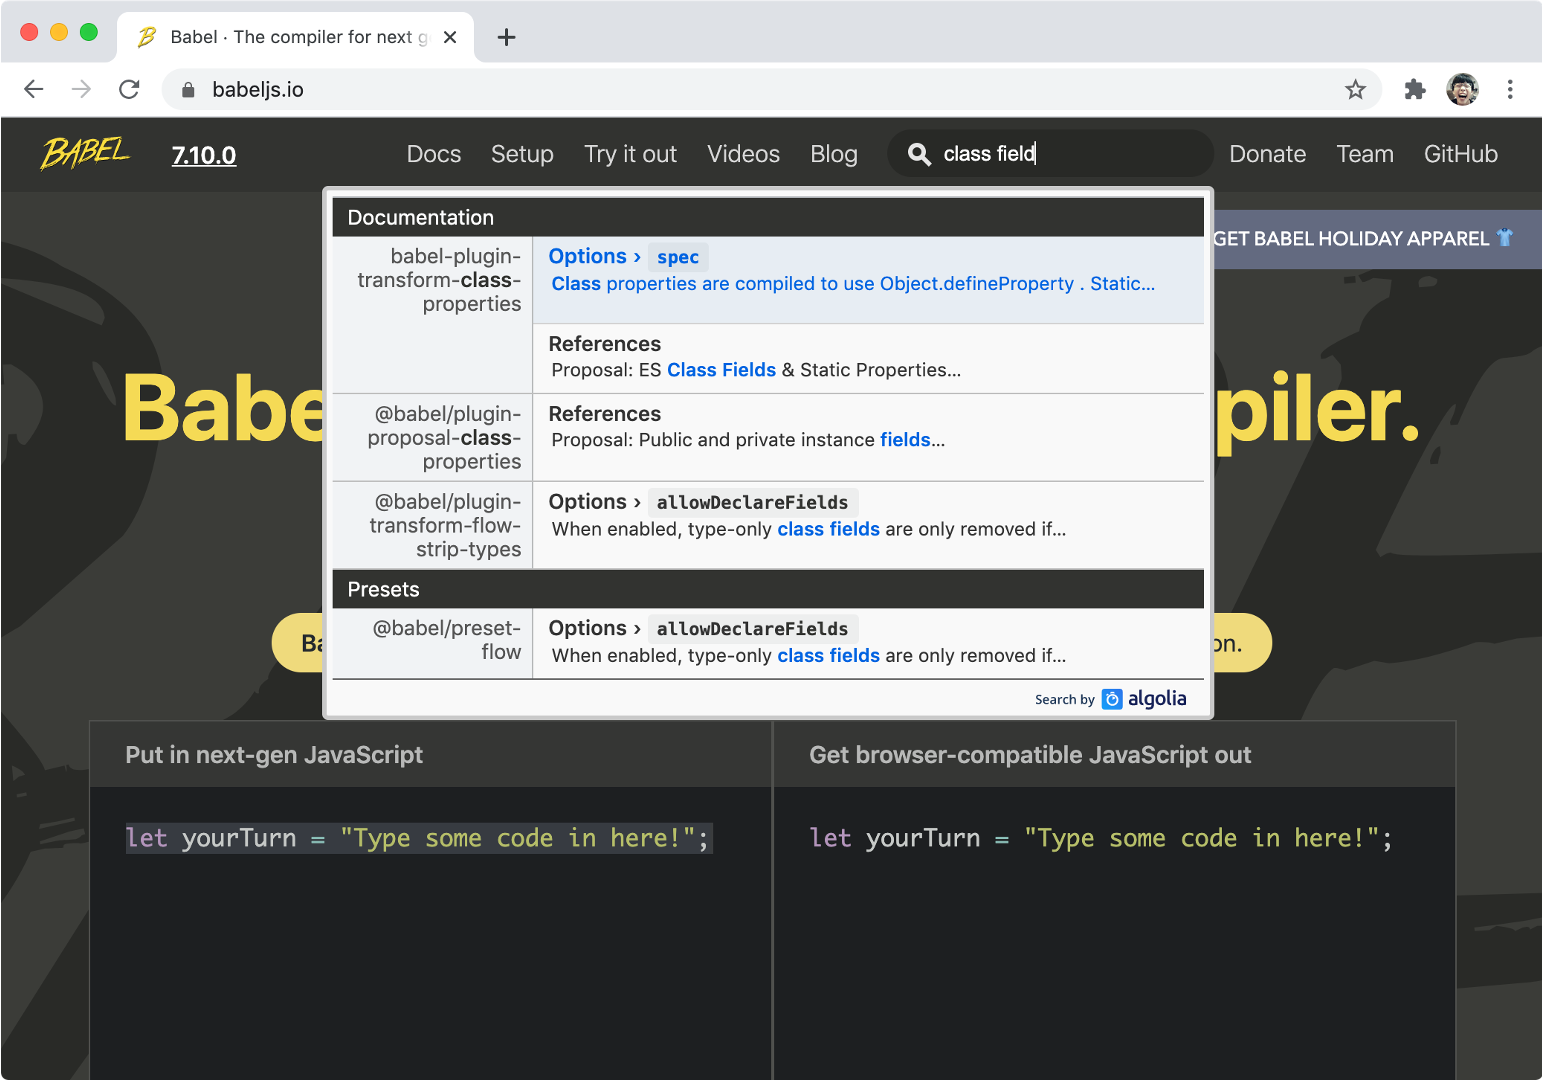 Babel · The compiler for next g
babeljs.io
BABEL
7.10.0
Docs
Setup
Try it out
Videos
Blog
class field
Donate
Team
GitHub
GET BABEL HOLIDAY APPAREL
Documentation
babel-plugin-
transform-class-
properties
Options › spec
Class properties are compiled to use Object.defineProperty . Static...
References
Proposal: ES Class Fields & Static Properties...
@babel/plugin-
proposal-class-
properties
References
Proposal: Public and private instance fields...
@babel/plugin-
transform-flow-
strip-types
Options › allowDeclareFields
When enabled, type-only class fields are only removed if...
Presets
@babel/preset-
flow
Options › allowDeclareFields
When enabled, type-only class fields are only removed if...
Search by algolia
Babe
piler.
Ba
on.
Put in next-gen JavaScript
let yourTurn = "Type some code in here!";
Get browser-compatible JavaScript out
let yourTurn = "Type some code in here!";